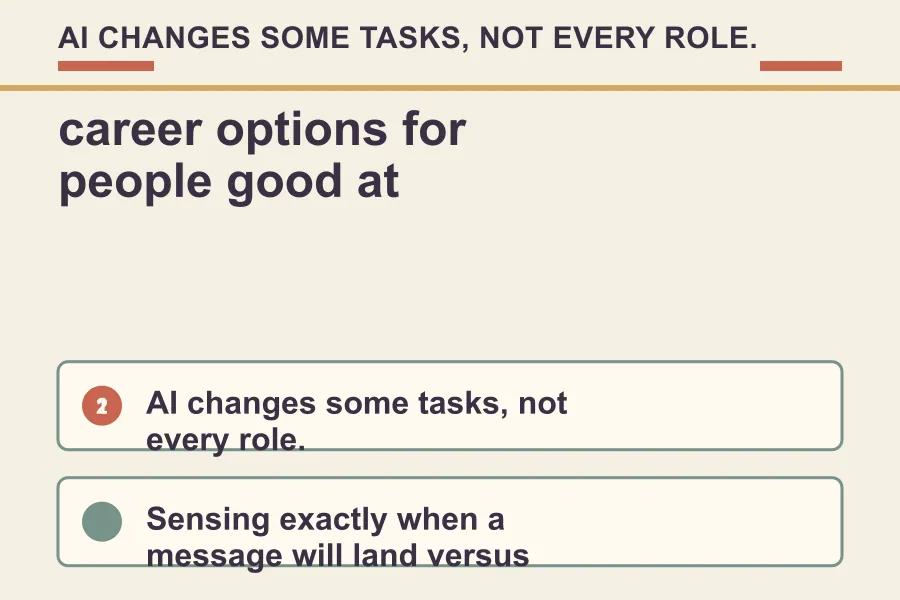 AI CHANGES SOME TASKS, NOT EVERY ROLE.
career options for
people good at
2
AI changes some tasks, not
every role.
Sensing exactly when a
message will land versus